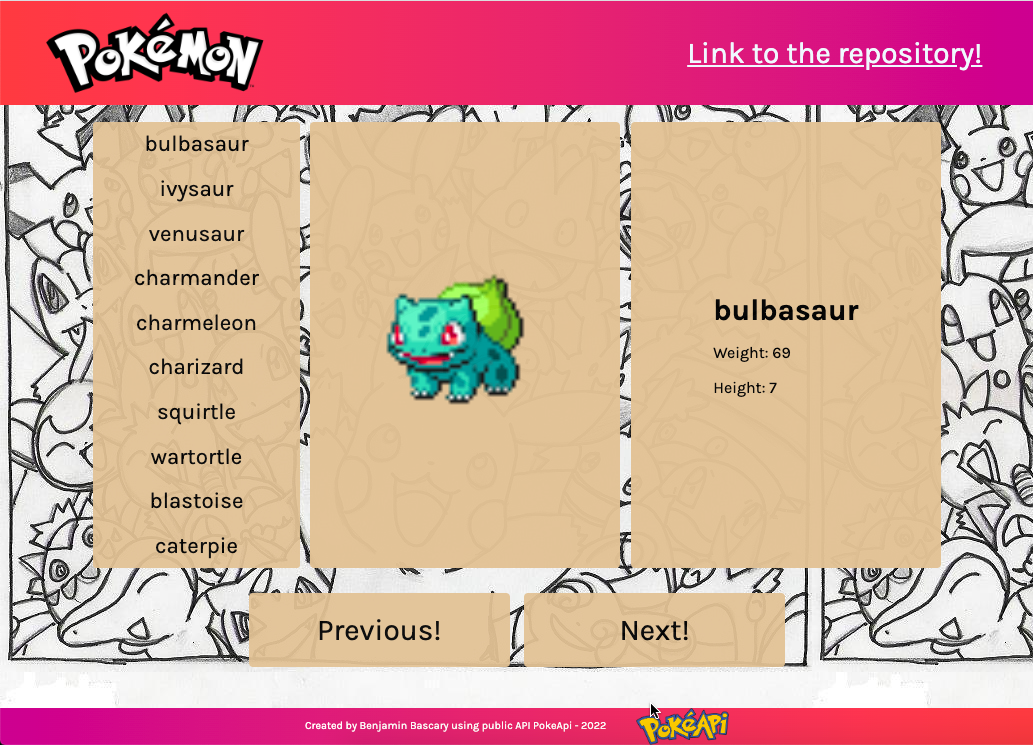 POKéMON
Link to the repository!
bulbasaur
ivysaur
venusaur
charmander
charmeleon
charizard
squirtle
wartortle
blastoise
caterpie
bulbasaur
Weight: 69
Height: 7
Previous!
Next!
Created by Benjamin Bascary using public API PokeApi - 2022
PokéAPI